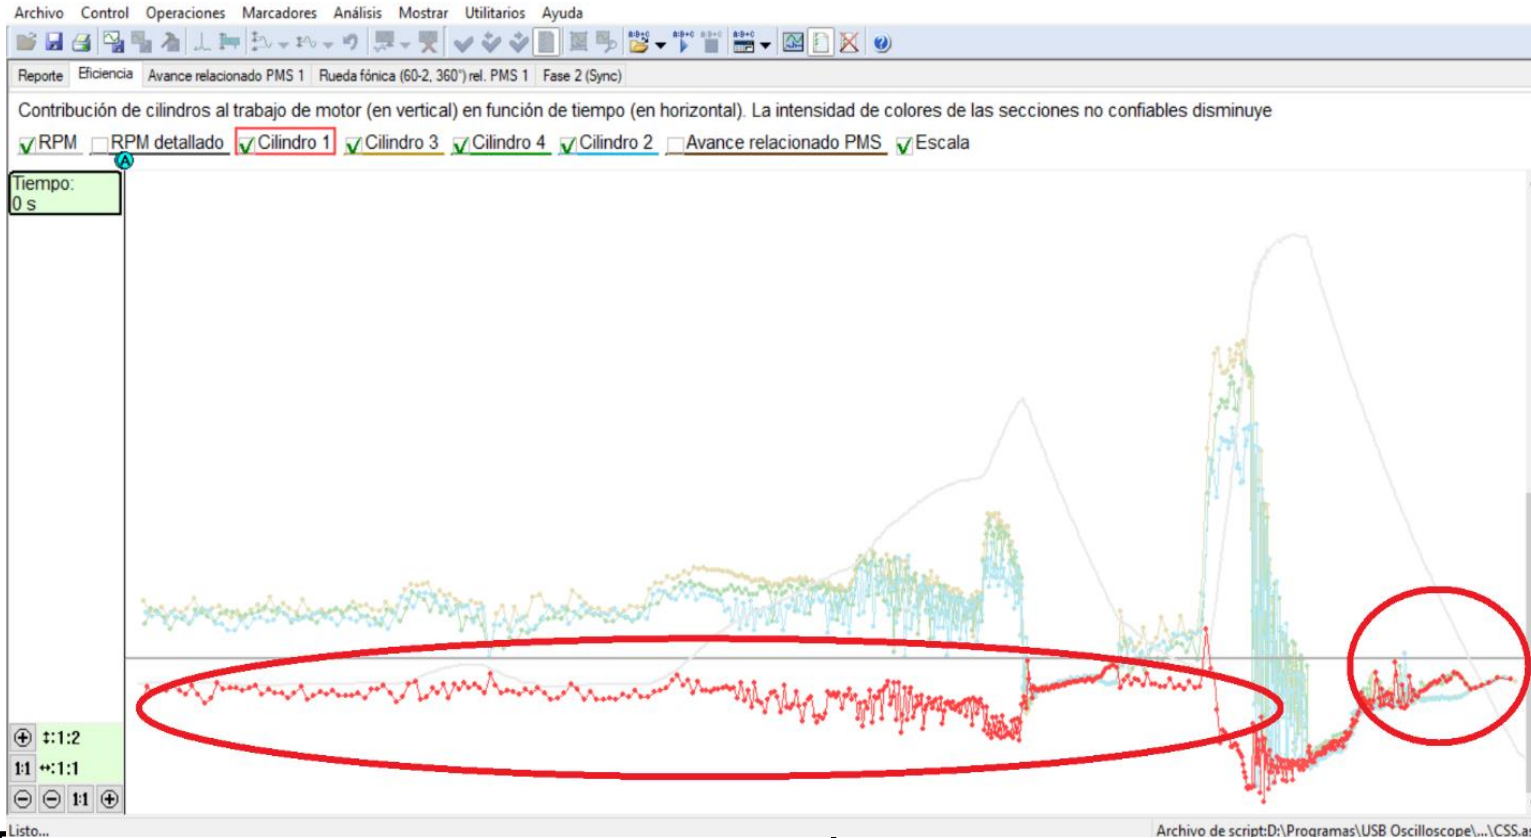 Archivo Control Operaciones Marcadores Análisis Mostrar Utilitarios Ayuda
A:B+C A:B+C A:B+C A:B+C
Reporte Eficiencia Avance relacionado PMS 1 Rueda fónica (60-2, 360°) rel. PMS 1 Fase 2 (Sync)
Contribución de cilindros al trabajo de motor (en vertical) en función de tiempo (en horizontal). La intensidad de colores de las secciones no confiables disminuye
RPM RPM detallado Cilindro 1 Cilindro 3 Cilindro 4 Cilindro 2 Avance relacionado PMS Escala
A
Tiempo:
0 s
:1:2
1:1 :1:1
1:1
Listo... Archivo de script:D:\Programas\USB Oscilloscope\...\CSS.as